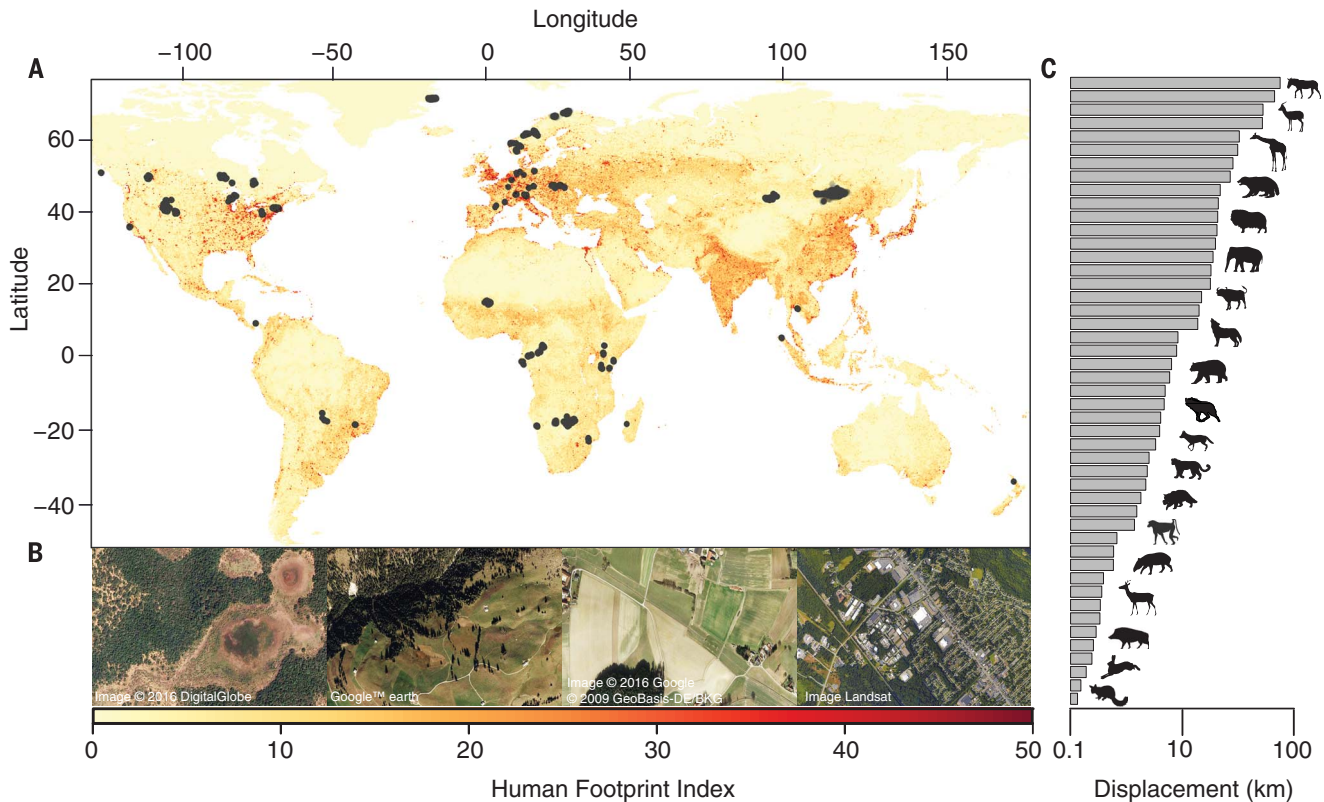 Longitude
−100 −50 0 50 100 150
A
C
Latitude
60
40
20
0
−20
−40
B
Image © 2016 DigitalGlobe
Google™ earth
Image © 2016 Google
© 2009 GeoBasis-DE/BKG
Image Landsat
0 10 20 30 40 50
Human Footprint Index
0.1 10 100
Displacement (km)